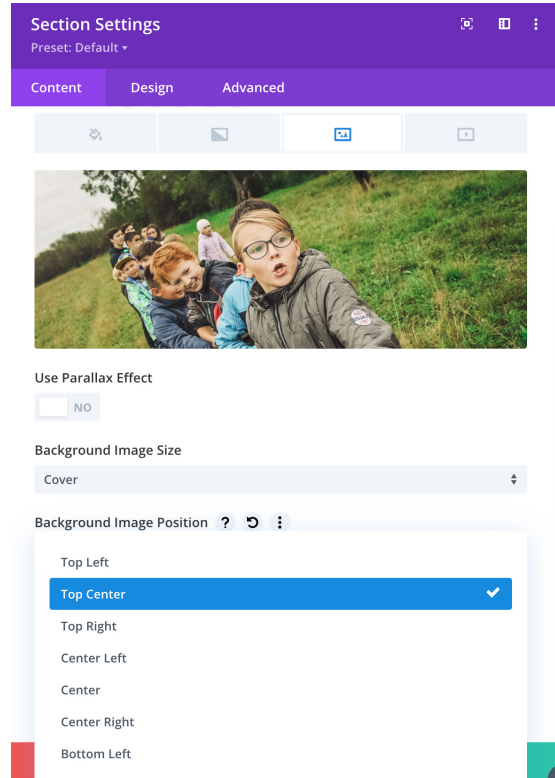 Section Settings
Preset: Default
Content Design Advanced
Use Parallax Effect
NO
Background Image Size
Cover
Background Image Position ?
Top Left
Top Center
Top Right
Center Left
Center
Center Right
Bottom Left